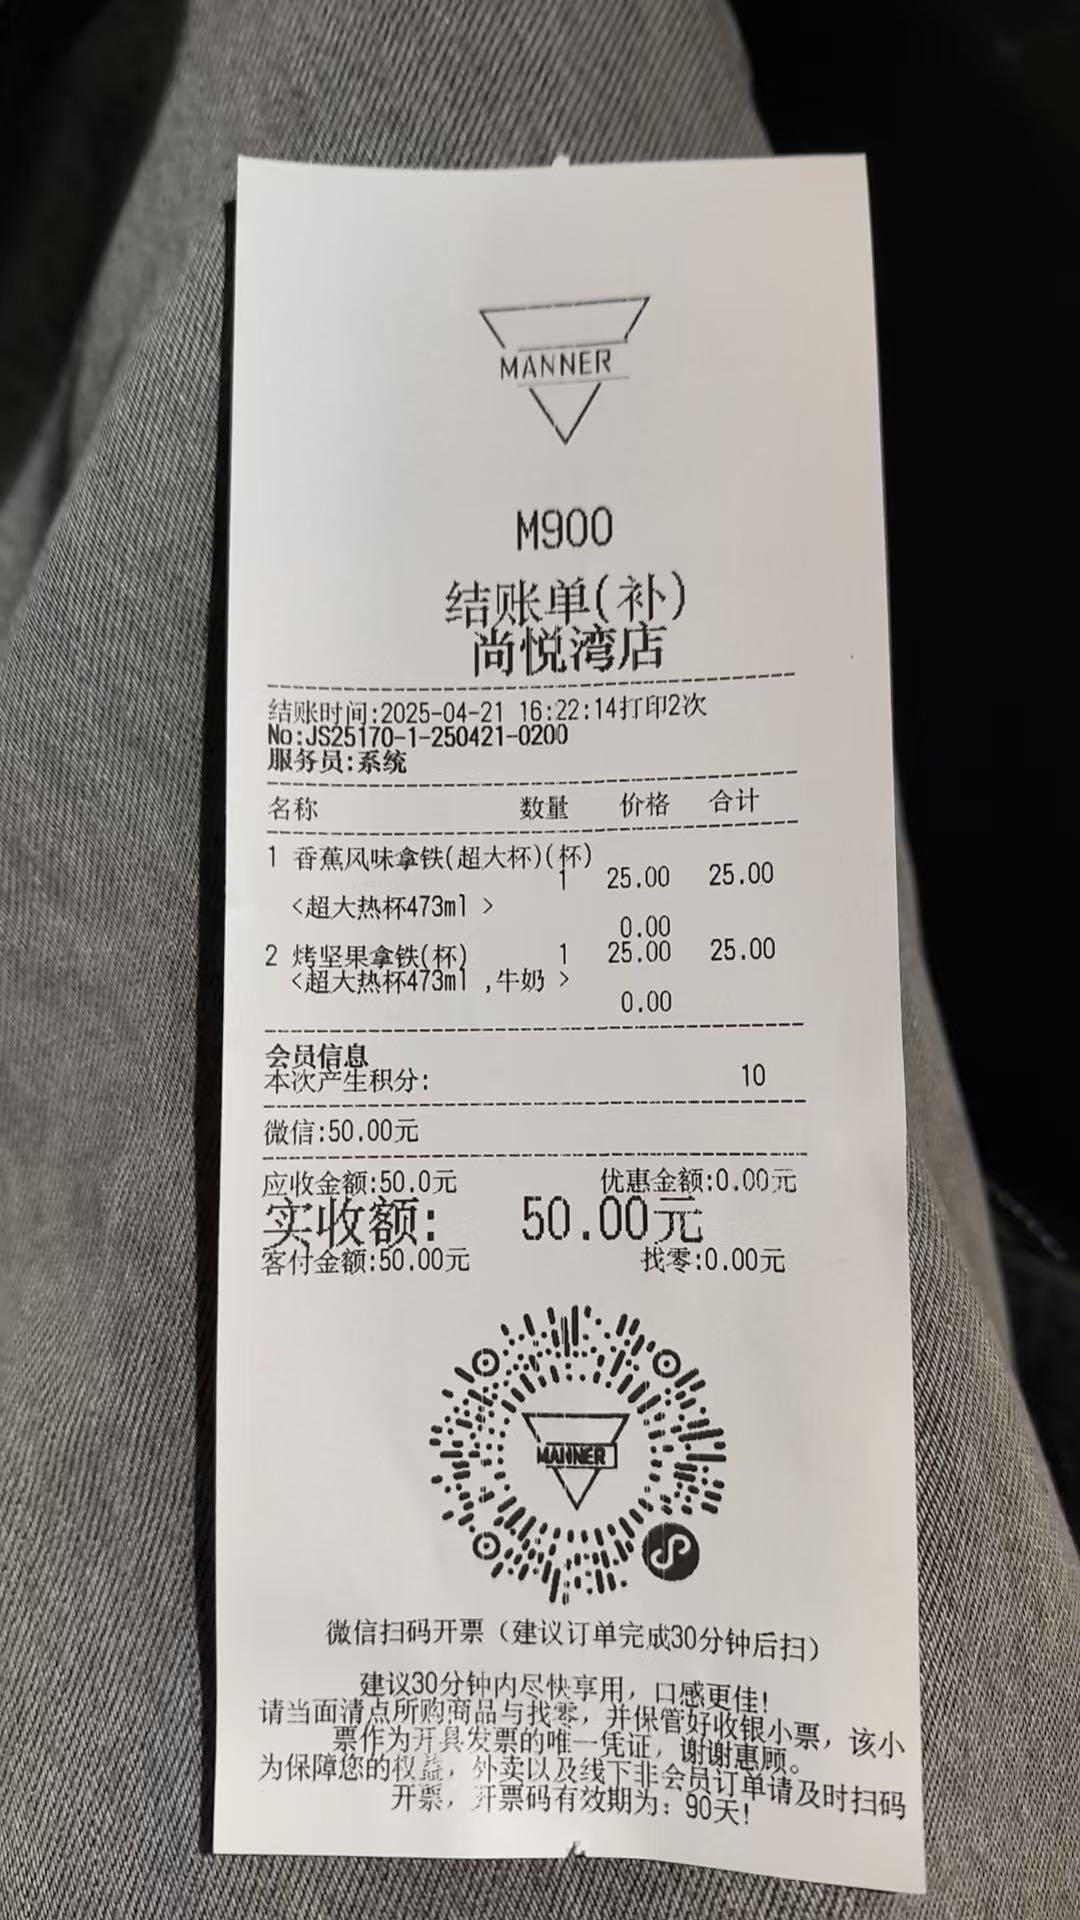 MANNER
M900
结账单(补)
尚悦湾店
结账时间:2025-04-21 16:22:14打印2次
No:JS25170-1-250421-0200
服务员:系统
名称 数量 价格 合计
1 香蕉风味拿铁(超大杯)(杯)
1 25.00 25.00
<超大热杯473ml >
0.00
2 烤坚果拿铁(杯) 1 25.00 25.00
<超大热杯473ml ,牛奶 >
0.00
会员信息
本次产生积分: 10
微信:50.00元
应收金额:50.0元 优惠金额:0.00元
实收额: 50.00元
客付金额:50.00元 找零:0.00元
MANNER
微信扫码开票（建议订单完成30分钟后扫）
建议30分钟内尽快享用，口感更佳!
请当面清点所购商品与找零，并保管好收银小票，该小
票作为开具发票的唯一凭证，谢谢惠顾。
为保障您的权益，外卖以及线下非会员订单请及时扫码
开票，开票码有效期为：90天!